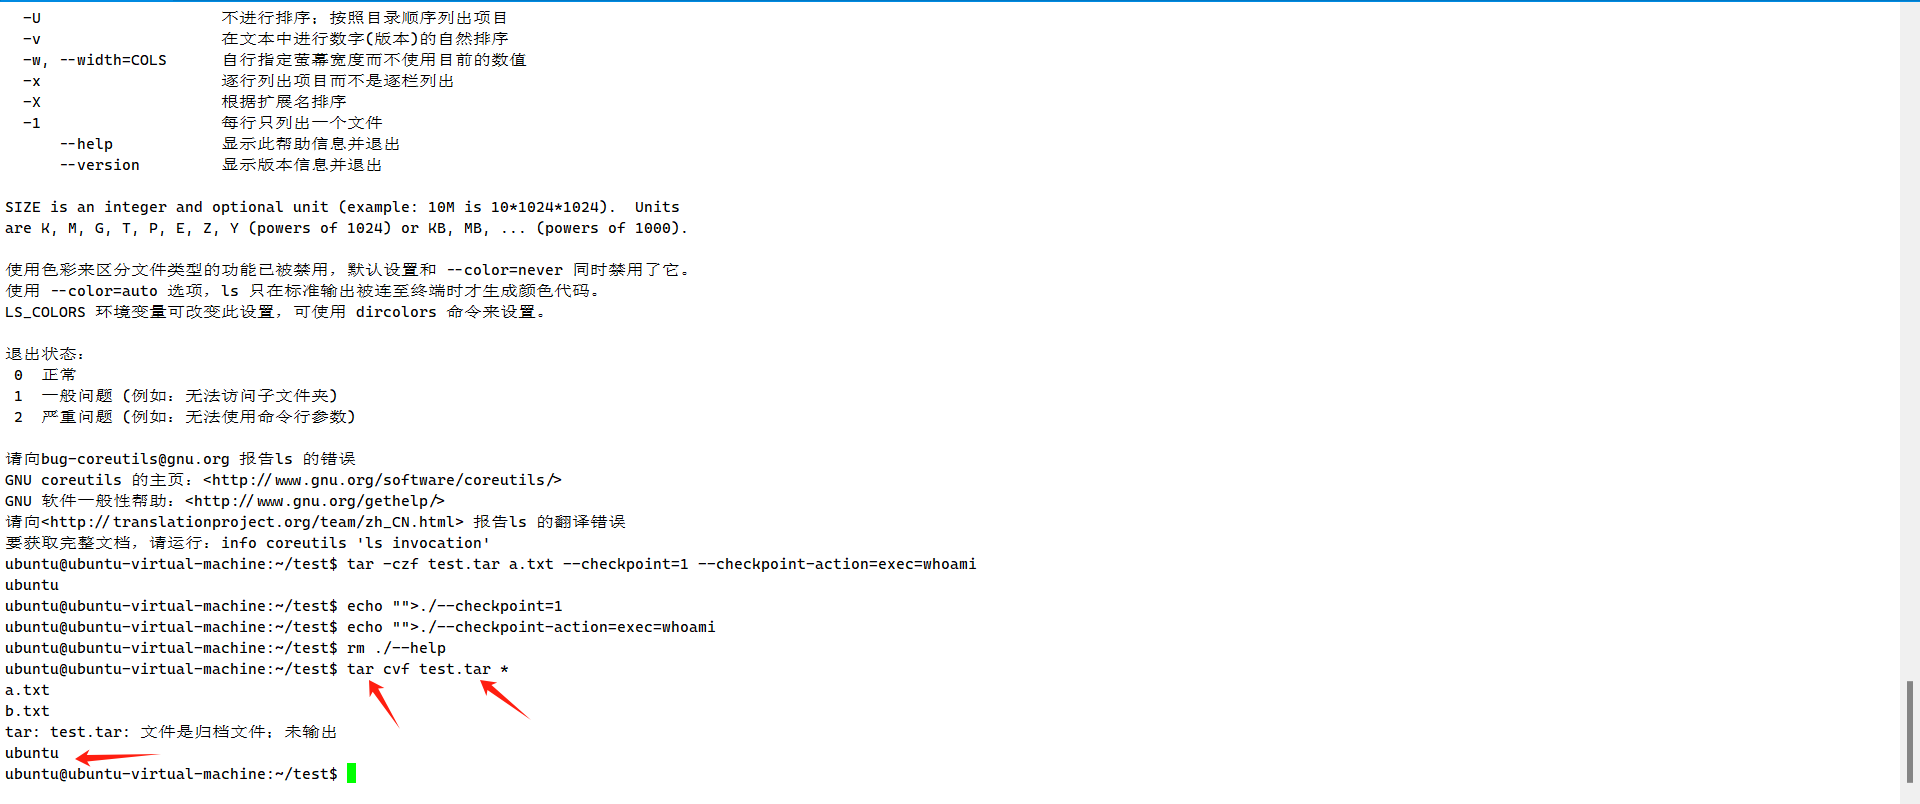 -U                    不进行排序；按照目录顺序列出项目
-v                    在文本中进行数字(版本)的自然排序
-w, --width=COLS      自行指定萤幕宽度而不使用目前的数值
-x                    逐行列出项目而不是逐栏列出
-X                    根据扩展名排序
-1                    每行只列出一个文件
    --help            显示此帮助信息并退出
    --version         显示版本信息并退出
SIZE is an integer and optional unit (example: 10M is 10*1024*1024).  Units
are K, M, G, T, P, E, Z, Y (powers of 1024) or KB, MB, ... (powers of 1000).
使用色彩来区分文件类型的功能已被禁用，默认设置和 --color=never 同时禁用了它。
使用 --color=auto 选项，ls 只在标准输出被连至终端时才生成颜色代码。
LS_COLORS 环境变量可改变此设置，可使用 dircolors 命令来设置。
退出状态：
 0  正常
 1  一般问题 (例如：无法访问子文件夹)
 2  严重问题 (例如：无法使用命令行参数)
请向bug-coreutils@gnu.org 报告ls 的错误
GNU coreutils 的主页：<http://www.gnu.org/software/coreutils/>
GNU 软件一般性帮助：<http://www.gnu.org/gethelp/>
请向<http://translationproject.org/team/zh_CN.html> 报告ls 的翻译错误
要获取完整文档，请运行：info coreutils 'ls invocation'
ubuntu@ubuntu-virtual-machine:~/test$ tar -czf test.tar a.txt --checkpoint=1 --checkpoint-action=exec=whoami
ubuntu
ubuntu@ubuntu-virtual-machine:~/test$ echo "">./--checkpoint=1
ubuntu@ubuntu-virtual-machine:~/test$ echo "">./--checkpoint-action=exec=whoami
ubuntu@ubuntu-virtual-machine:~/test$ rm ./--help
ubuntu@ubuntu-virtual-machine:~/test$ tar cvf test.tar *
a.txt
b.txt
tar: test.tar: 文件是归档文件；未输出
ubuntu
ubuntu@ubuntu-virtual-machine:~/test$